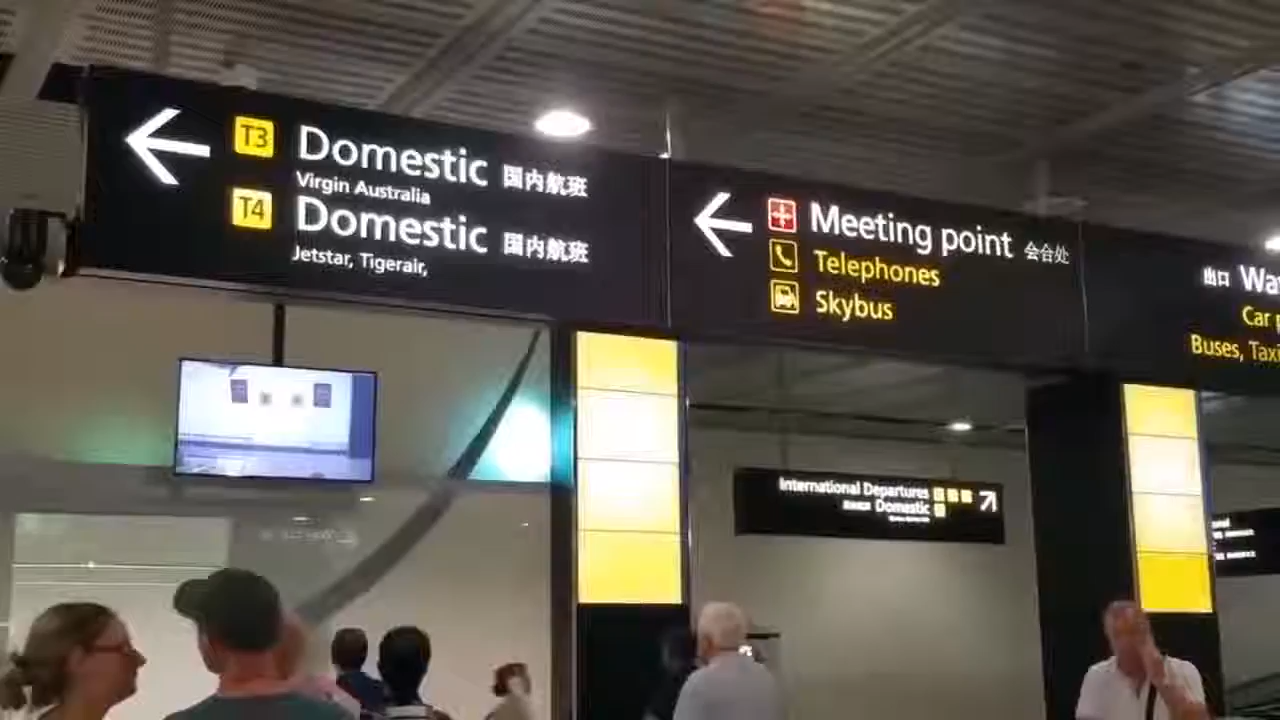 T3 Domestic 国内航班
Virgin Australia
T4 Domestic 国内航班
Jetstar, Tigerair,
Meeting point 会合处
Telephones
Skybus
出口 Wa
Car
Buses, Taxi
International Departures
Domestic